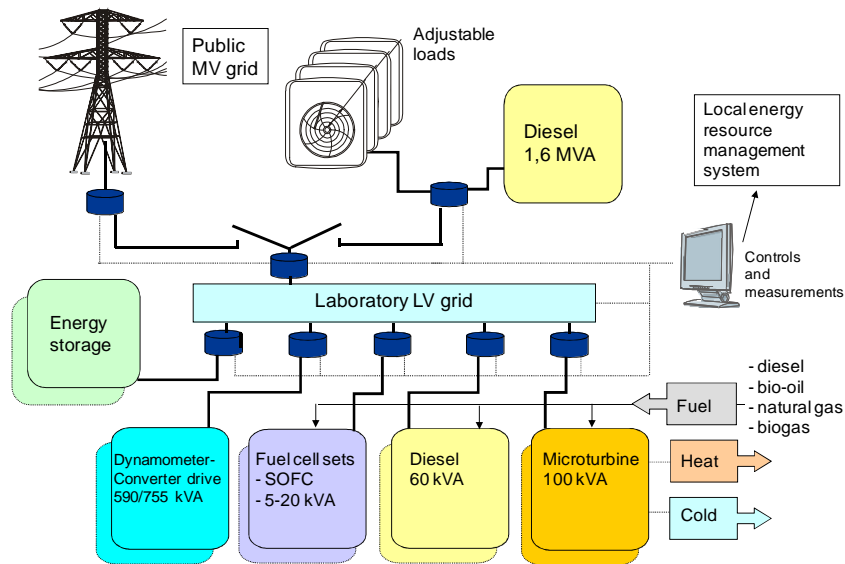 Public
MV grid
Adjustable
loads
Diesel
1,6 MVA
Local energy
resource
management
system
Controls
and
measurements
Laboratory LV grid
Energy
storage
- diesel
- bio-oil
- natural gas
- biogas
Fuel
Dynamometer-
Converter drive
590/755 kVA
Fuel cell sets
- SOFC
- 5-20 kVA
Diesel
60 kVA
Microturbine
100 kVA
Heat
Cold